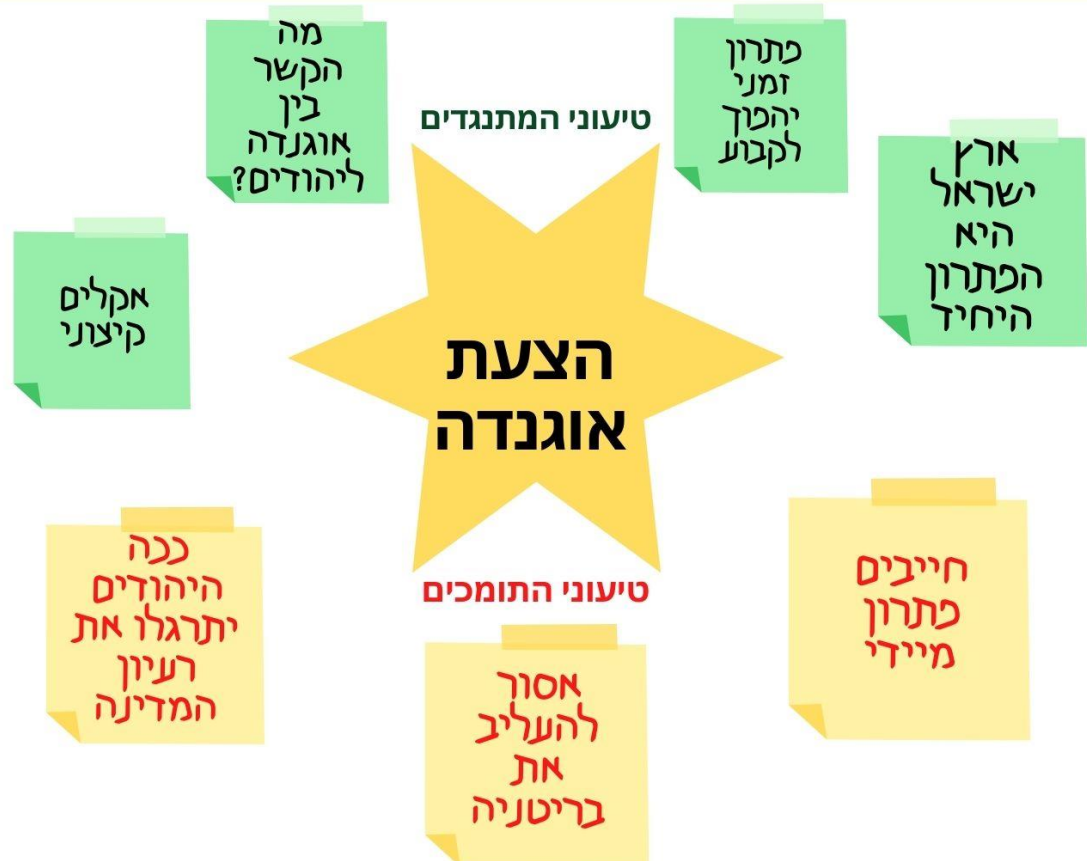 מה
הקשר
בין
אוגנדה
ליהודים?
טיעוני המתנגדים
פתרון
זמני
יהפוך
לקבוע
ארץ
ישראל
היא
הפתרון
היחיד
אקלים
קיצוני
הצעת
אוגנדה
טיעוני התומכים
חייבים
פתרון
מיידי
אסור
להעליב
את
בריטניה
ככה
היהודים
יתרגלו את
רעיון
המדינה